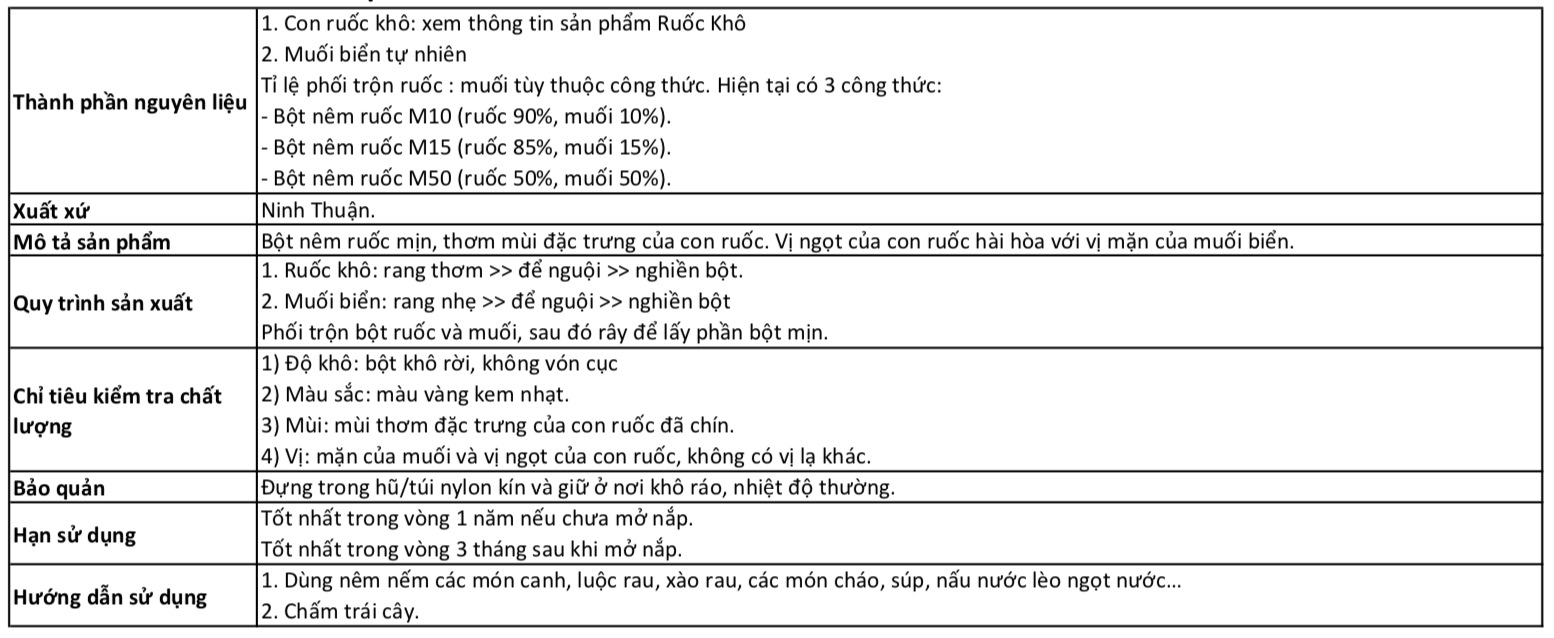 Thành phần nguyên liệu
1. Con ruốc khô: xem thông tin sản phẩm Ruốc Khô
2. Muối biển tự nhiên
Tỉ lệ phối trộn ruốc : muối tùy thuộc công thức. Hiện tại có 3 công thức:
- Bột nêm ruốc M10 (ruốc 90%, muối 10%).
- Bột nêm ruốc M15 (ruốc 85%, muối 15%).
- Bột nêm ruốc M50 (ruốc 50%, muối 50%).
Xuất xứ
Ninh Thuận.
Mô tả sản phẩm
Bột nêm ruốc mịn, thơm mùi đặc trưng của con ruốc. Vị ngọt của con ruốc hài hòa với vị mặn của muối biển.
Quy trình sản xuất
1. Ruốc khô: rang thơm >> để nguội >> nghiền bột.
2. Muối biển: rang nhẹ >> để nguội >> nghiền bột
Phối trộn bột ruốc và muối, sau đó rây để lấy phần bột mịn.
Chỉ tiêu kiểm tra chất
lượng
1) Độ khô: bột khô rời, không vón cục
2) Màu sắc: màu vàng kem nhạt.
3) Mùi: mùi thơm đặc trưng của con ruốc đã chín.
4) Vị: mặn của muối và vị ngọt của con ruốc, không có vị lạ khác.
Bảo quản
Đựng trong hũ/túi nylon kín và giữ ở nơi khô ráo, nhiệt độ thường.
Hạn sử dụng
Tốt nhất trong vòng 1 năm nếu chưa mở nắp.
Tốt nhất trong vòng 3 tháng sau khi mở nắp.
Hướng dẫn sử dụng
1. Dùng nêm nếm các món canh, luộc rau, xào rau, các món cháo, súp, nấu nước lèo ngọt nước...
2. Chấm trái cây.